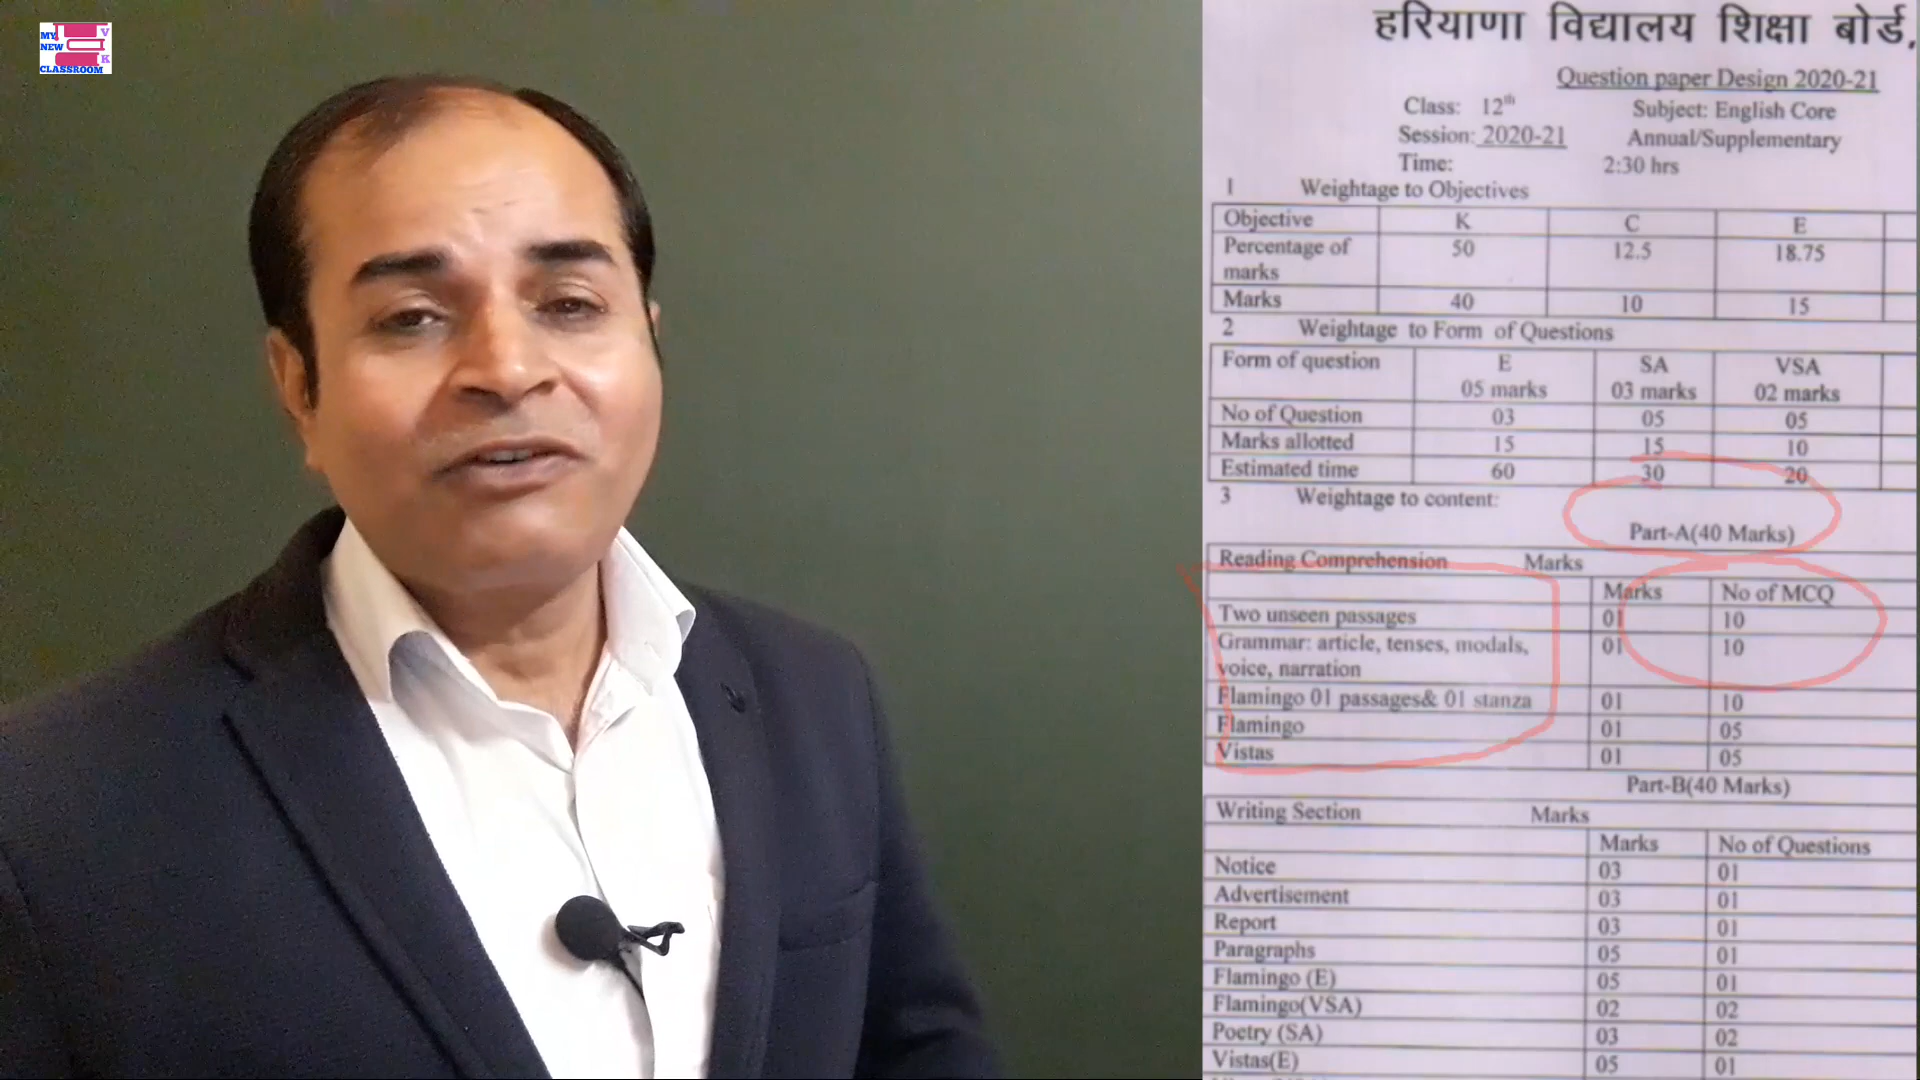 MY V
NEW K
CLASSROOM
हरियाणा विद्यालय शिक्षा बोर्ड,
Question paper Design 2020-21
Class: 12th Subject: English Core
Session: 2020-21 Annual/Supplementary
Time: 2:30 hrs
1 Weightage to Objectives
Objective K C E
Percentage of marks 50 12.5 18.75
Marks 40 10 15
2 Weightage to Form of Questions
Form of question E SA VSA
05 marks 03 marks 02 marks
No of Question 03 05 05
Marks allotted 15 15 10
Estimated time 60 30 20
3 Weightage to content:
Part-A(40 Marks)
Reading Comprehension Marks
Marks No of MCQ
Two unseen passages 01 10
Grammar: article, tenses, modals, 01 10
voice, narration
Flamingo 01 passages& 01 stanza 01 10
Flamingo 01 05
Vistas 01 05
Part-B(40 Marks)
Writing Section Marks
Marks No of Questions
Notice 03 01
Advertisement 03 01
Report 03 01
Paragraphs 05 01
Flamingo (E) 05 01
Flamingo(VSA) 02 02
Poetry (SA) 03 02
Vistas(E) 05 01